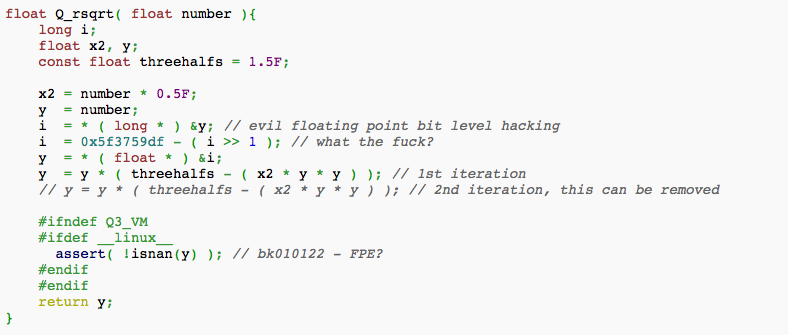 float Q_rsqrt( float number ){
    long i;
    float x2, y;
    const float threehalfs = 1.5F;

    x2 = number * 0.5F;
    y  = number;
    i  = * ( long * ) &y; // evil floating point bit level hacking
    i  = 0x5f3759df - ( i >> 1 ); // what the fuck?
    y  = * ( float * ) &i;
    y  = y * ( threehalfs - ( x2 * y * y ) ); // 1st iteration
    // y = y * ( threehalfs - ( x2 * y * y ) ); // 2nd iteration, this can be removed

    #ifndef Q3_VM
    #ifdef __linux__
      assert( !isnan(y) ); // bk010122 - FPE?
    #endif
    #endif
    return y;
}